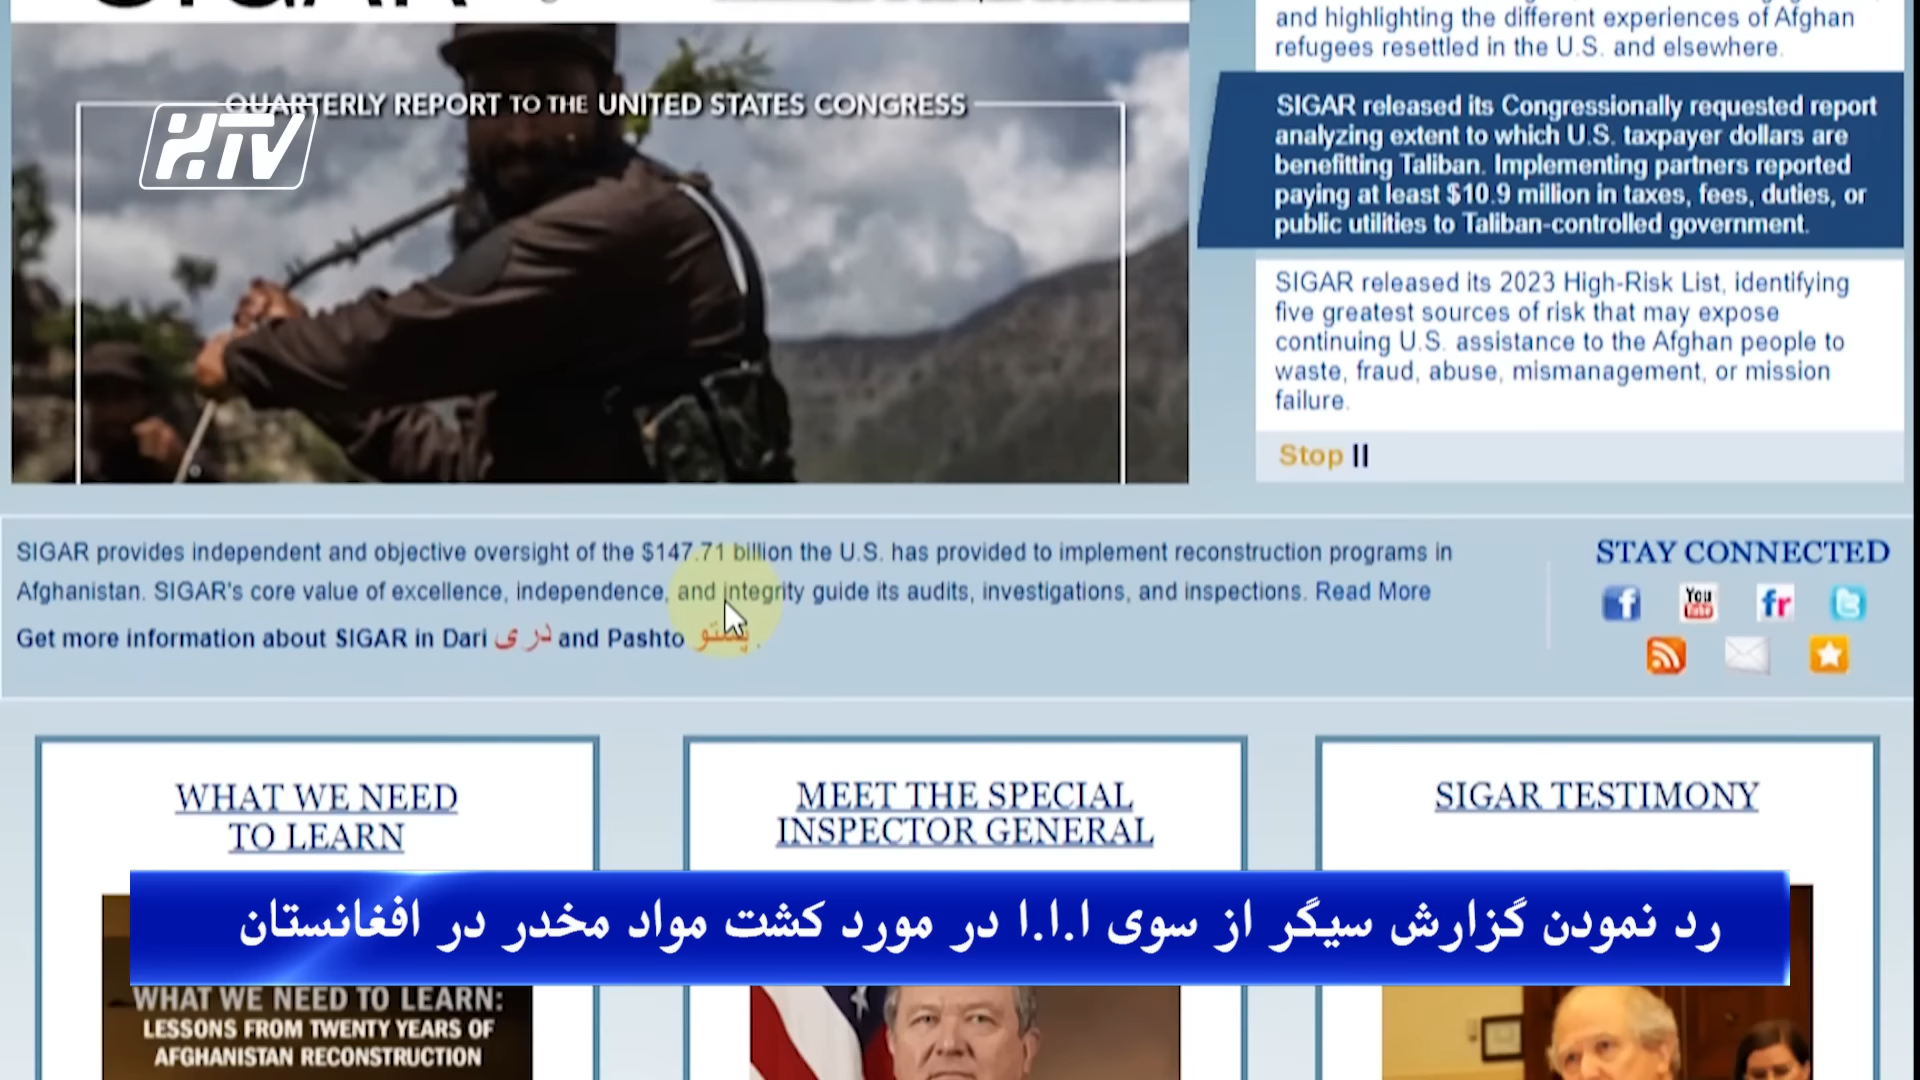 SIGAR
QUARTERLY REPORT TO THE UNITED STATES CONGRESS
HTV
and highlighting the different experiences of Afghan
refugees resettled in the U.S. and elsewhere.
SIGAR released its Congressionally requested report
analyzing extent to which U.S. taxpayer dollars are
benefitting Taliban. Implementing partners reported
paying at least $10.9 million in taxes, fees, duties, or
public utilities to Taliban-controlled government.
SIGAR released its 2023 High-Risk List, identifying
five greatest sources of risk that may expose
continuing U.S. assistance to the Afghan people to
waste, fraud, abuse, mismanagement, or mission
failure.
Stop
SIGAR provides independent and objective oversight of the $147.71 billion the U.S. has provided to implement reconstruction programs in
Afghanistan. SIGAR's core value of excellence, independence, and integrity guide its audits, investigations, and inspections. Read More
Get more information about SIGAR in Dari دری and Pashto پښتو .
STAY CONNECTED
f
You Tube
fr
t
WHAT WE NEED
TO LEARN
MEET THE SPECIAL
INSPECTOR GENERAL
SIGAR TESTIMONY
رد نمودن گزارش سیگر از سوی ا.ا.ا در مورد کشت مواد مخدر در افغانستان
WHAT WE NEED TO LEARN:
LESSONS FROM TWENTY YEARS OF
AFGHANISTAN RECONSTRUCTION